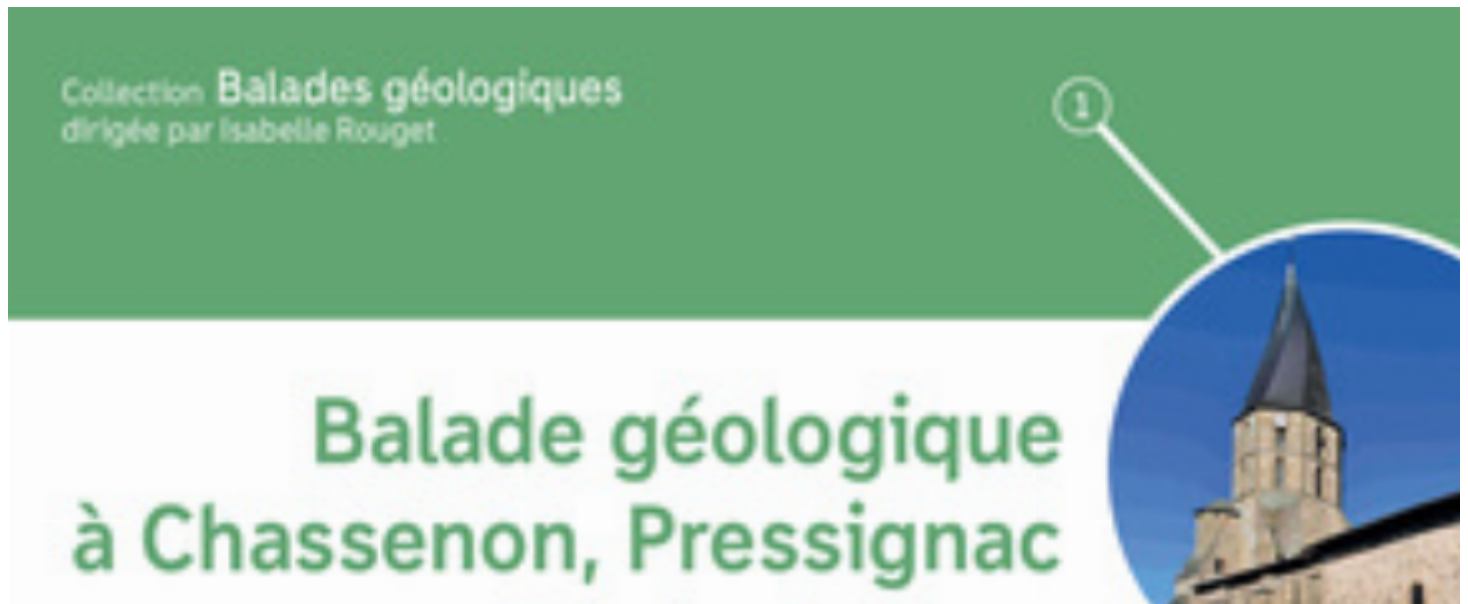 Collection Balades géologiques
dirigée par Isabelle Rouget
1
Balade géologique
à Chassenon, Pressignac